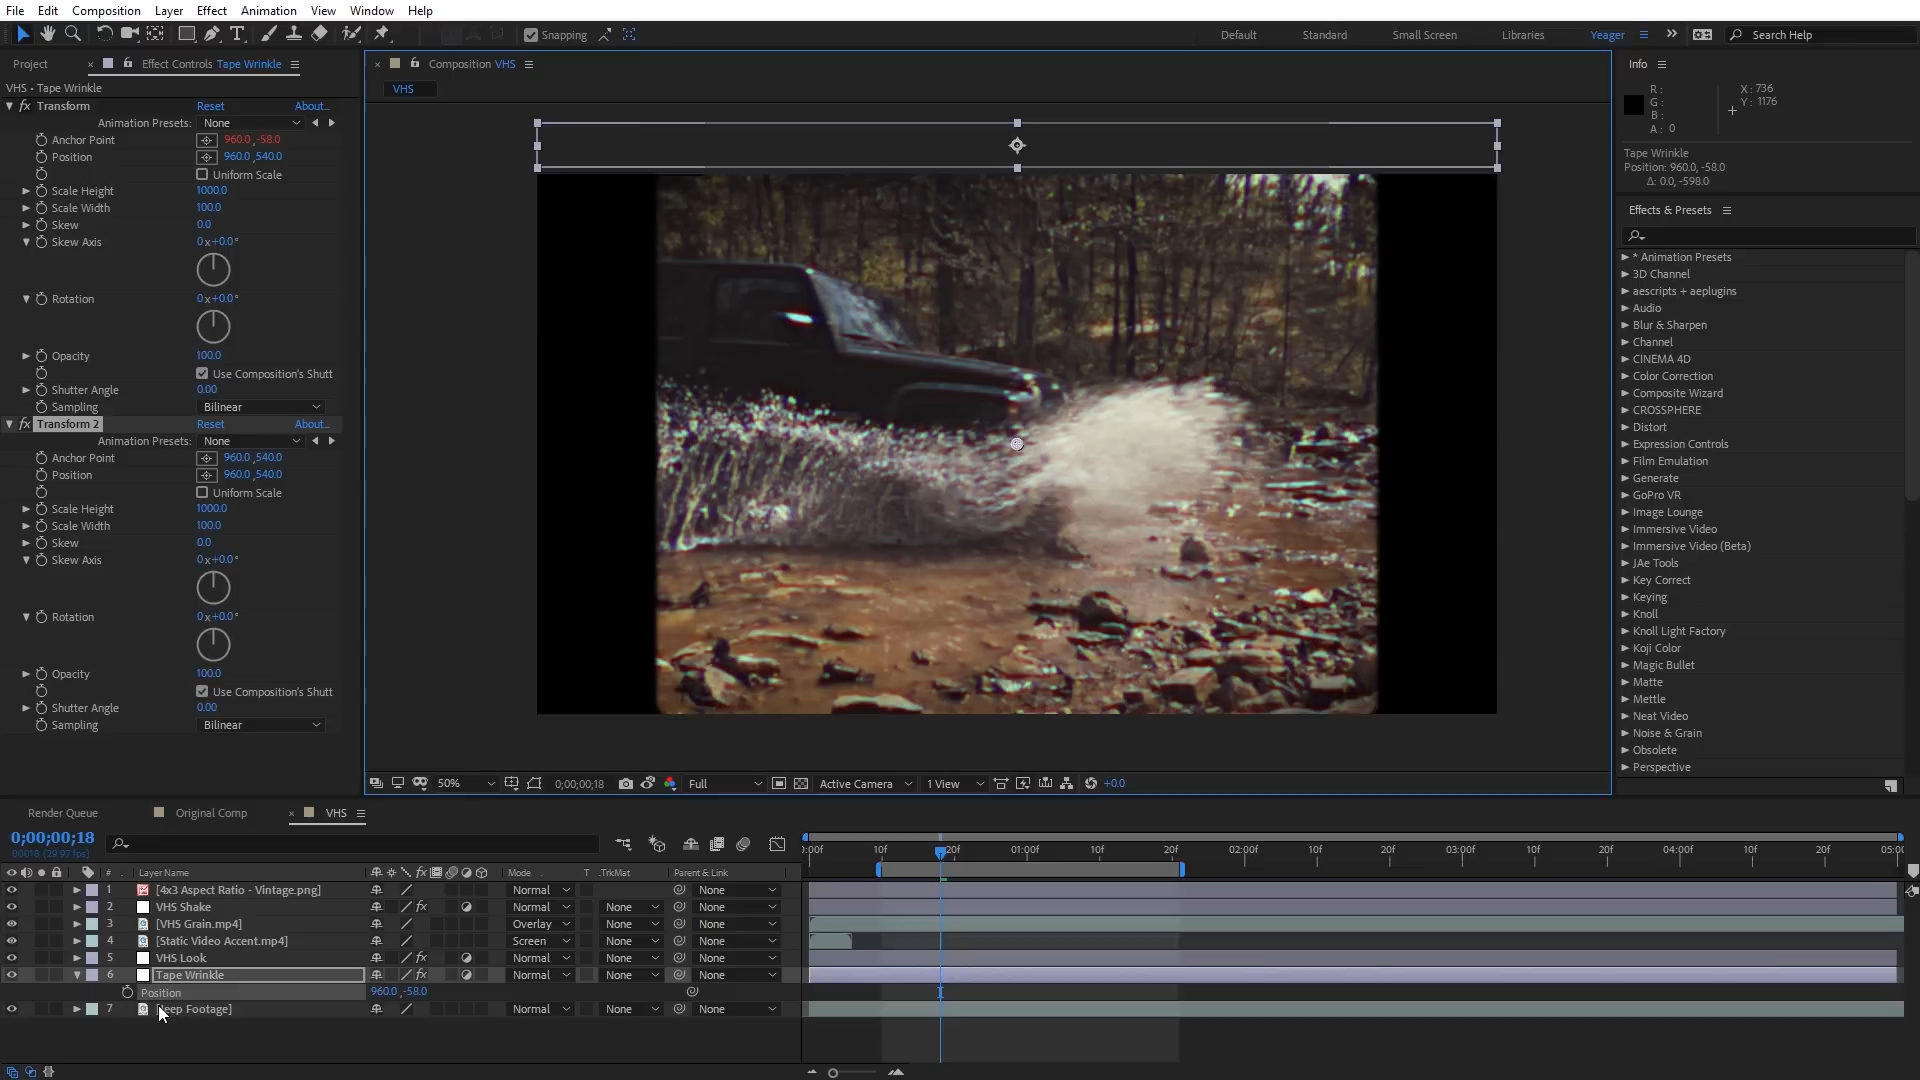 File Edit Composition Layer Effect Animation View Window Help
Snapping
Default Standard Small Screen Libraries Yeager Search Help
Project Effect Controls Tape Wrinkle
VHS • Tape Wrinkle
Transform Reset About...
Animation Presets: None
Anchor Point 960.0 ,-58.0
Position 960.0 ,540.0
Uniform Scale
Scale Height 1000.0
Scale Width 100.0
Skew 0.0
Skew Axis 0x+0.0°
Rotation 0x+0.0°
Opacity 100.0
Use Composition's Shutt
Shutter Angle 0.00
Sampling Bilinear
Transform 2 Reset About...
Animation Presets: None
Anchor Point 960.0 ,540.0
Position 960.0 ,540.0
Uniform Scale
Scale Height 1000.0
Scale Width 100.0
Skew 0.0
Skew Axis 0x+0.0°
Rotation 0x+0.0°
Opacity 100.0
Use Composition's Shutt
Shutter Angle 0.00
Sampling Bilinear
Composition VHS
VHS
50% 0;00;00;18 Full Active Camera 1 View +0.0
Info
R :
G :
B :
A : 0
X : 736
Y : 1176
Tape Wrinkle
Position: 960.0, -58.0
Δ: 0.0, -598.0
Effects & Presets
* Animation Presets
3D Channel
aescripts + aeplugins
Audio
Blur & Sharpen
Channel
CINEMA 4D
Color Correction
Composite Wizard
CROSSPHERE
Distort
Expression Controls
Film Emulation
Generate
GoPro VR
Image Lounge
Immersive Video
Immersive Video (Beta)
JAe Tools
Key Correct
Keying
Knoll
Knoll Light Factory
Koji Color
Magic Bullet
Matte
Mettle
Neat Video
Noise & Grain
Obsolete
Perspective
Render Queue Original Comp VHS
0;00;00;18
00018 (29.97 fps)
:00f 10f 20f 01:00f 10f 20f 02:00f 10f 20f 03:00f 10f 20f 04:00f 10f 20f 05:00
# Layer Name Mode T .TrkMat Parent & Link
1 [4x3 Aspect Ratio - Vintage.png] Normal None
2 VHS Shake Normal None None
3 [VHS Grain.mp4] Overlay None None
4 [Static Video Accent.mp4] Screen None None
5 VHS Look Normal None None
6 Tape Wrinkle Normal None None
Position 960.0 ,-58.0
7 eep Footage] Normal None None